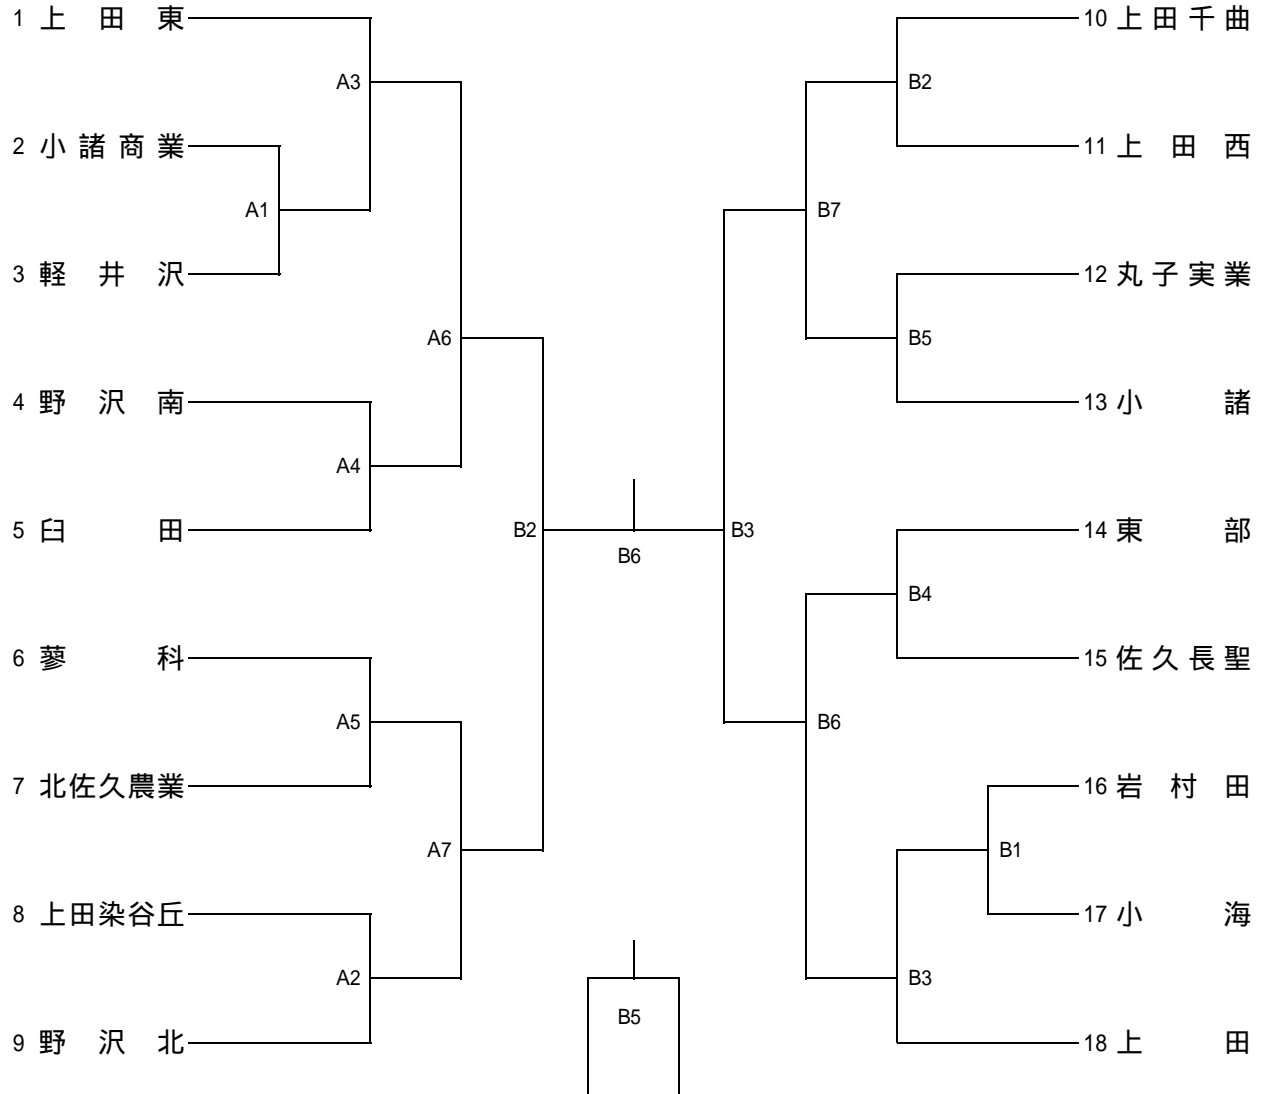 1 上田東
A3
2 小諸商業
A1
3 軽井沢
A6
4 野沢南
A4
5 臼田
B2
6 蓼科
A5
7 北佐久農業
A7
8 上田染谷丘
A2
9 野沢北
B6
B5
10 上田千曲
B2
11 上田西
B7
12 丸子実業
B5
13 小諸
B3
14 東部
B4
15 佐久長聖
B6
16 岩村田
B1
17 小海
B3
18 上田